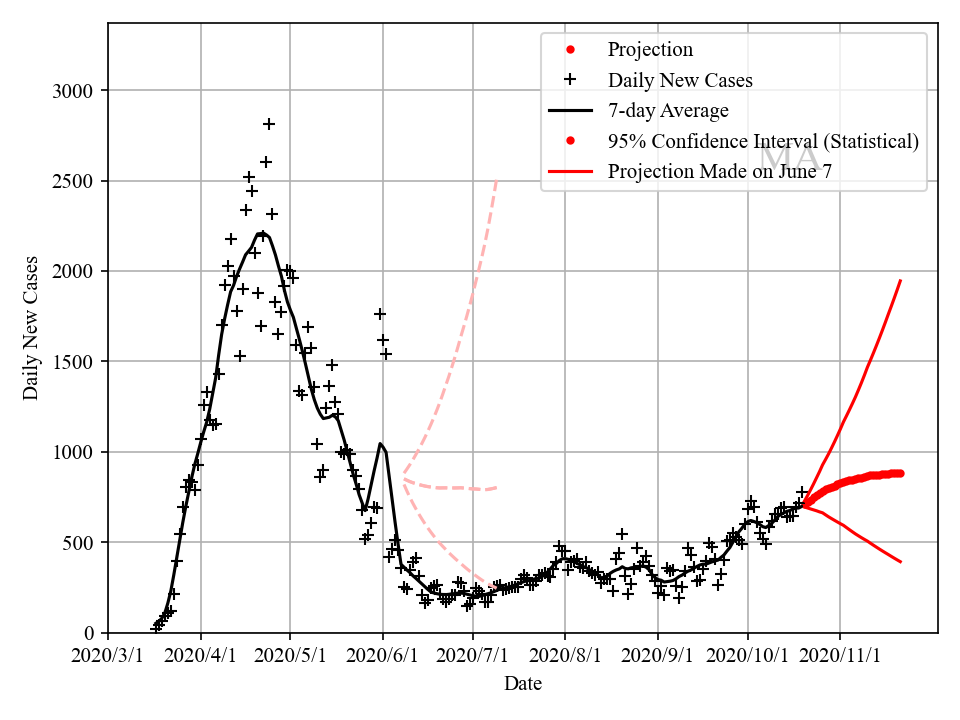 Projection
Daily New Cases
7-day Average
95% Confidence Interval (Statistical)
Projection Made on June 7
MA
3000
2500
2000
1500
1000
500
0
Daily New Cases
2020/3/1 2020/4/1 2020/5/1 2020/6/1 2020/7/1 2020/8/1 2020/9/1 2020/10/1 2020/11/1
Date